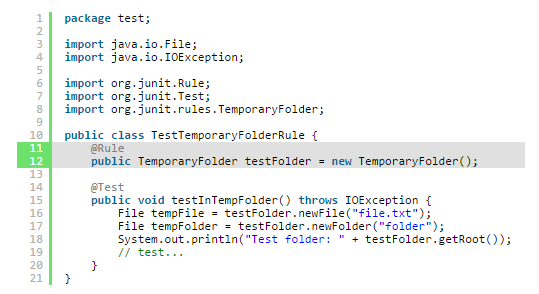 1 package test;
2
3 import java.io.File;
4 import java.io.IOException;
5
6 import org.junit.Rule;
7 import org.junit.Test;
8 import org.junit.rules.TemporaryFolder;
9
10 public class TestTemporaryFolderRule {
11     @Rule
12     public TemporaryFolder testFolder = new TemporaryFolder();
13
14     @Test
15     public void testInTempFolder() throws IOException {
16         File tempFile = testFolder.newFile("file.txt");
17         File tempFolder = testFolder.newFolder("folder");
18         System.out.println("Test folder: " + testFolder.getRoot());
19         // test...
20     }
21 }